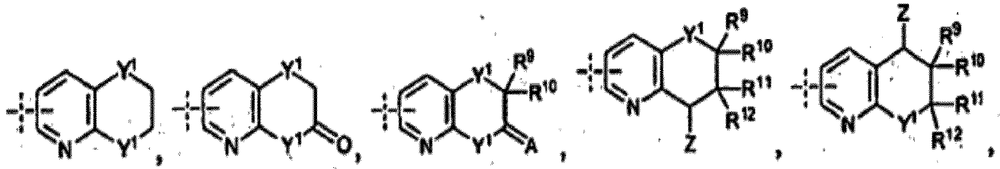 N Y¹ Y¹ ,
N Y¹ Y¹ O ,
N Y¹ Y¹ R⁹ R¹⁰ A ,
N Y¹ R⁹ R¹⁰ R¹¹ R¹² Z ,
N Z R⁹ R¹⁰ R¹¹ R¹² Y¹ ,